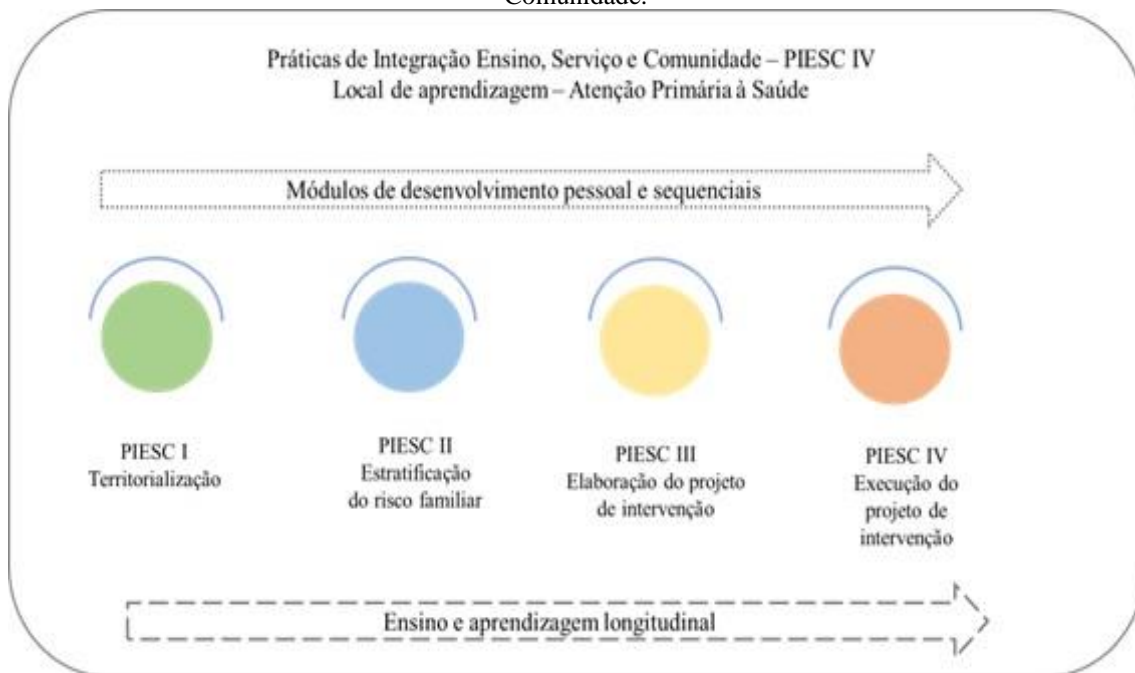 Comunidade.
Práticas de Integração Ensino, Serviço e Comunidade – PIESC IV
Local de aprendizagem – Atenção Primária à Saúde
Módulos de desenvolvimento pessoal e sequenciais
PIESC I
Territorialização
PIESC II
Estratificação
do risco familiar
PIESC III
Elaboração do projeto
de intervenção
PIESC IV
Execução do
projeto de
intervenção
Ensino e aprendizagem longitudinal